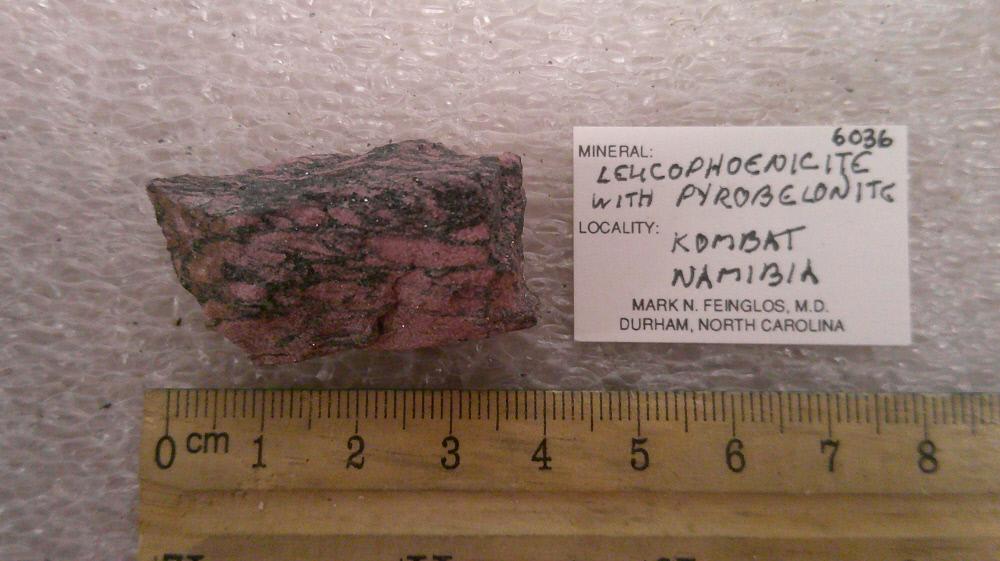 6036
MINERAL:
LEUCOPHOENICITE
WITH PYROBELONITE
LOCALITY:
KOMBAT
NAMIBIA
MARK N. FEINGLOS, M.D.
DURHAM, NORTH CAROLINA
0 cm 1 2 3 4 5 6 7 8